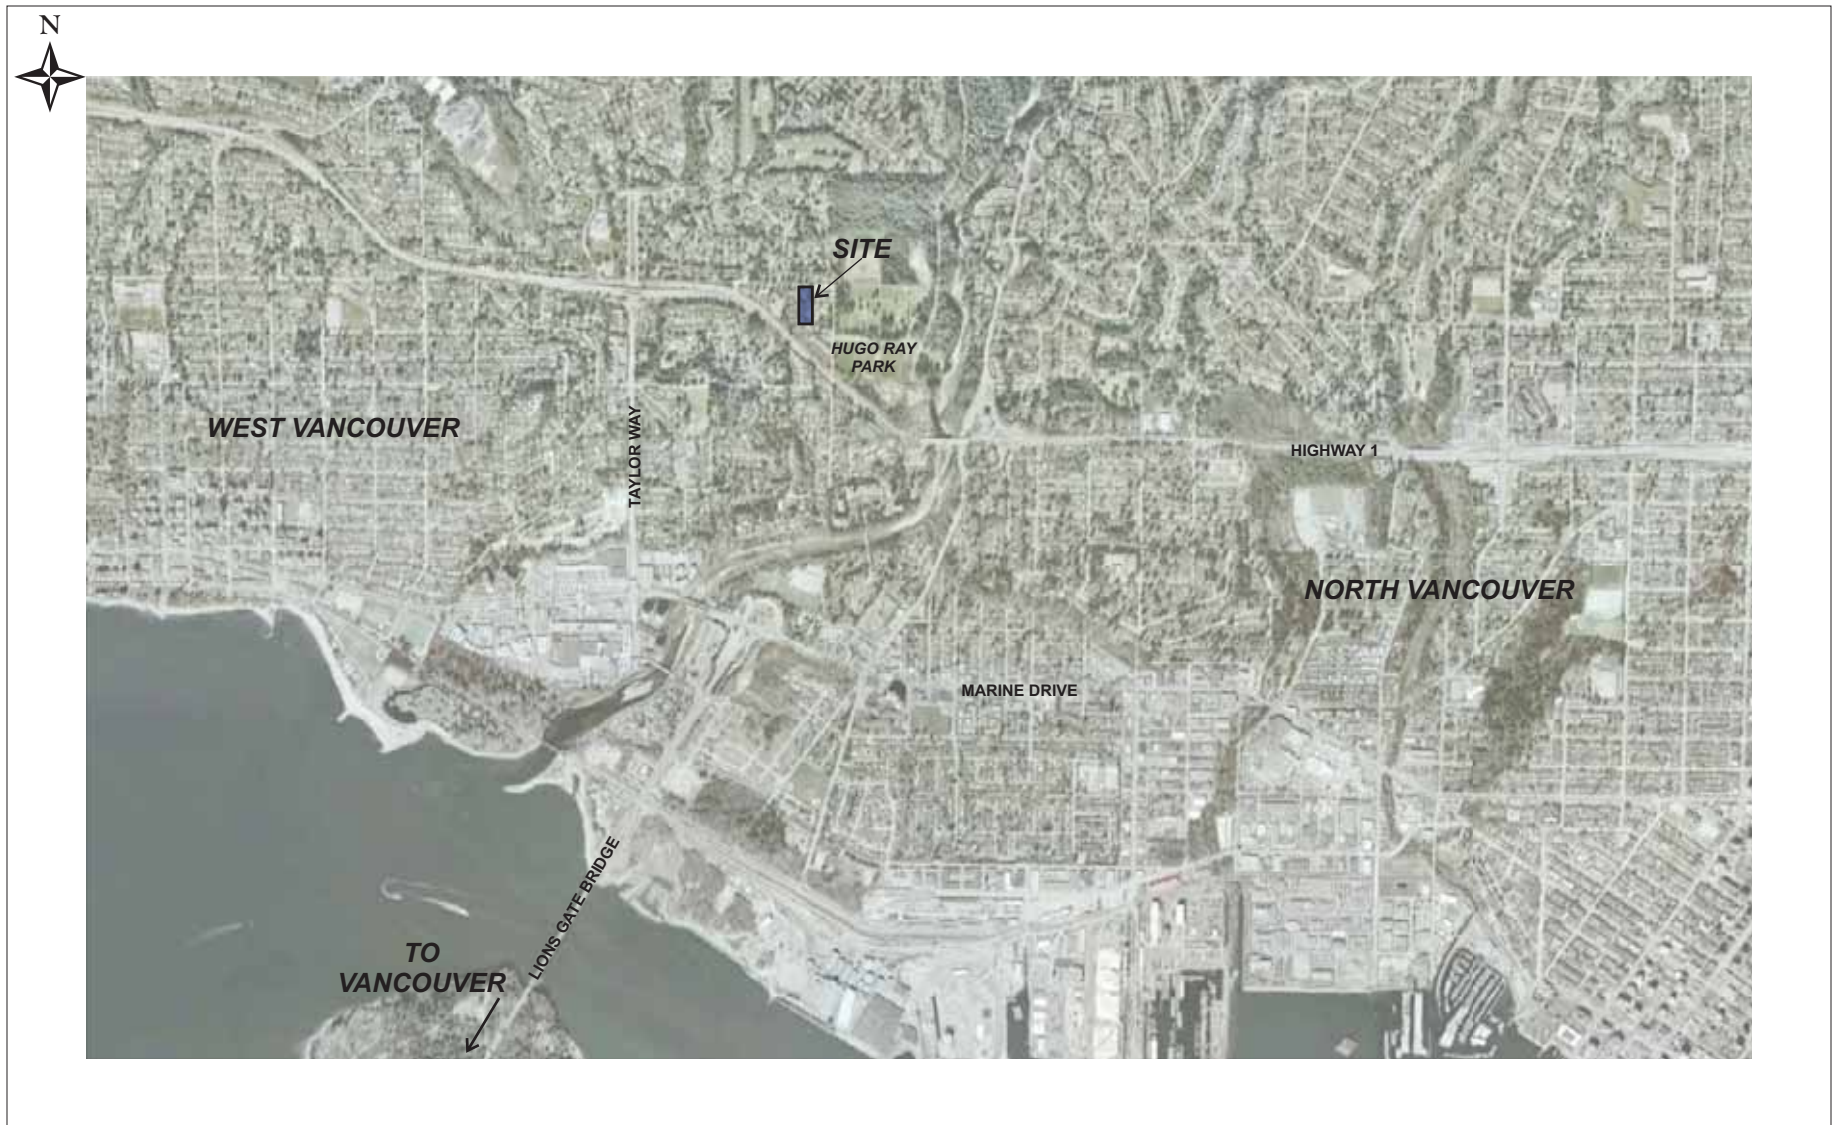 N
SITE
HUGO RAY
PARK
WEST VANCOUVER
TAYLOR WAY
HIGHWAY 1
NORTH VANCOUVER
MARINE DRIVE
LIONS GATE BRIDGE
TO
VANCOUVER